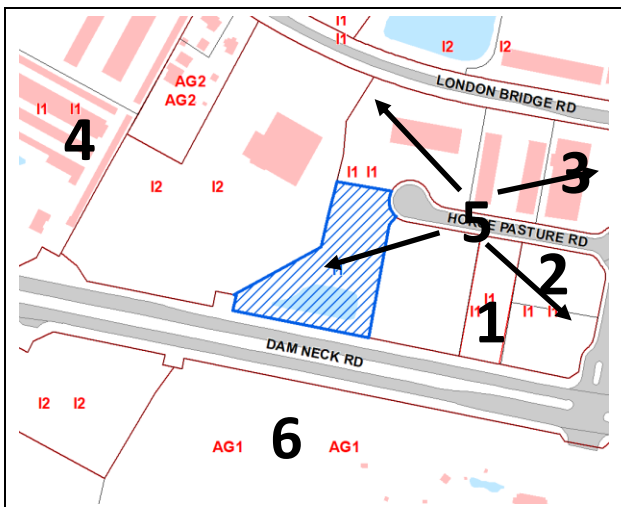 I1
I1
I2 I2
LONDON BRIDGE RD
AG2
AG2
I1 I1
4
3
I1 I1
I2 I2
5
HORSE PASTURE RD
2
I1
I1
I1
1
I1 I1
DAM NECK RD
I2 I2
6
AG1 AG1